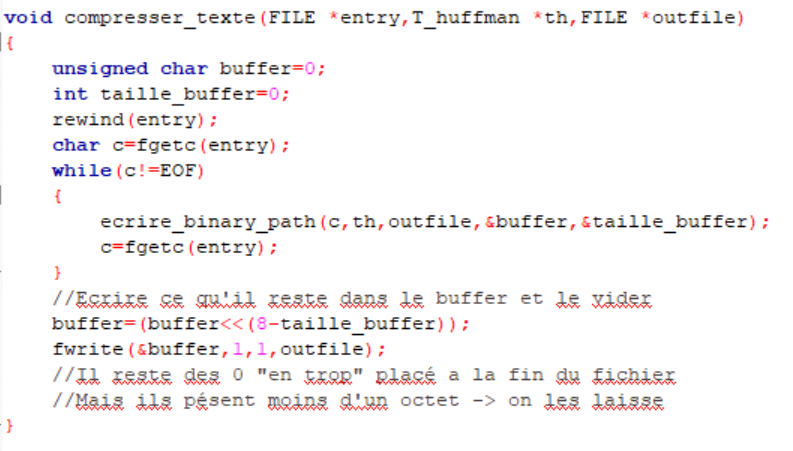 void compresser_texte(FILE *entry,T_huffman *th,FILE *outfile)
{
    unsigned char buffer=0;
    int taille_buffer=0;
    rewind(entry);
    char c=fgetc(entry);
    while(c!=EOF)
    {
        ecrire_binary_path(c,th,outfile,&buffer,&taille_buffer);
        c=fgetc(entry);
    }
    //Ecrire ce qu'il reste dans le buffer et le vider
    buffer=(buffer<<(8-taille_buffer));
    fwrite(&buffer,1,1,outfile);
    //Il reste des 0 "en trop" placé a la fin du fichier
    //Mais ils pésent moins d'un octet -> on les laisse
}